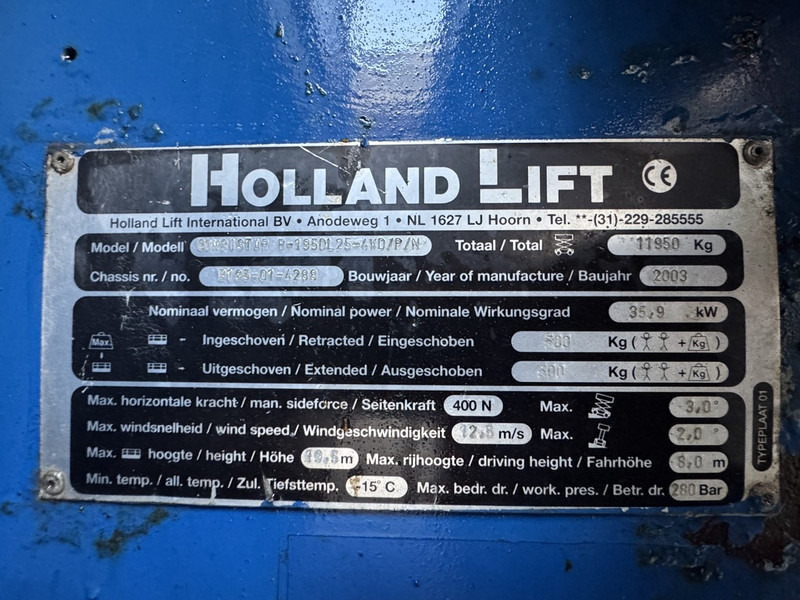 HOLLAND LIFT CE
Holland Lift International BV • Anodeweg 1 • NL 1627 LJ Hoorn • Tel. **-(31)-229-285555
Model / Modell Totaal / Total 11850 Kg
Chassis nr. / no. Bouwjaar / Year of manufacture / Baujahr 2003
Nominaal vermogen / Nominal power / Nominale Wirkungsgrad 35,9 kW
Max. - Ingeschoven / Retracted / Eingeschoben Kg ( + Kg )
- Uitgeschoven / Extended / Ausgeschoben Kg ( + Kg )
Max. horizontale kracht / man. sideforce / Seitenkraft 400 N Max. 3,0°
Max. windsnelheid / wind speed / Windgeschwindigkeit 12,5 m/s Max. 2,0°
Max. hoogte / height / Höhe m Max. rijhoogte / driving height / Fahrhöhe 8,0 m
Min. temp. / all. temp. / Zul. Tiefsttemp. -15°C Max. bedr. dr. / work. pres. / Betr. dr. 280 Bar
TYPEPLAAT 01